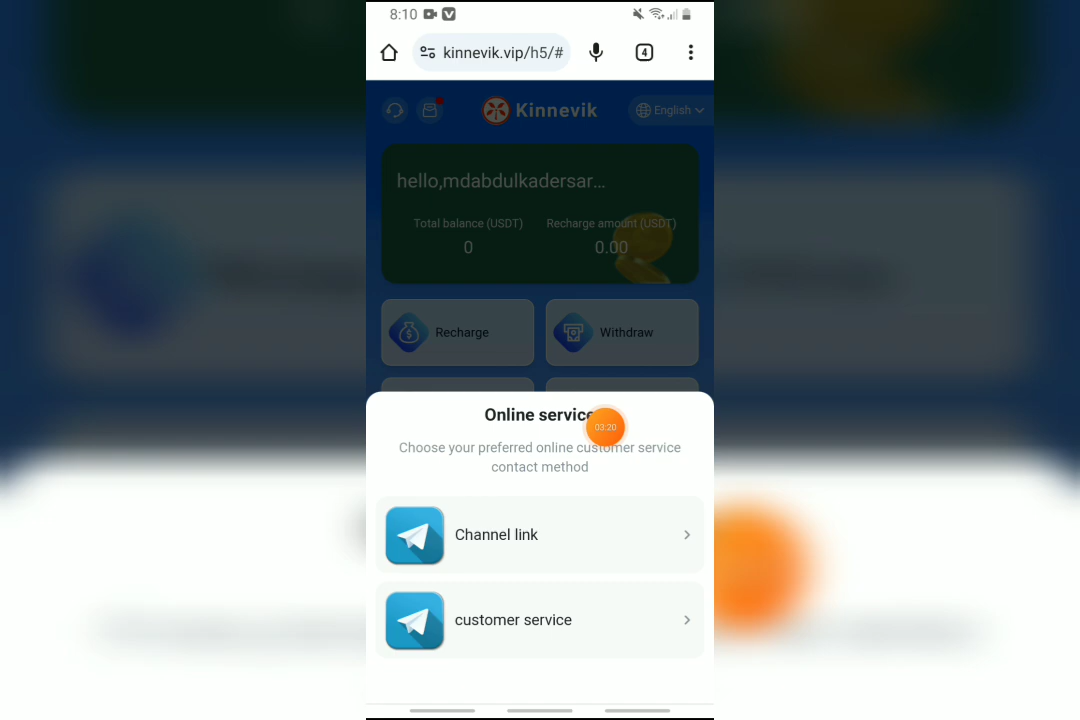 8:10
kinnevik.vip/h5/#
4
Kinnevik
English
hello,mdabdulkadersar...
Total balance (USDT)
Recharge amount (USDT)
0
0.00
Recharge
Withdraw
Online service
03:20
Choose your preferred online customer service
contact method
Channel link
customer service